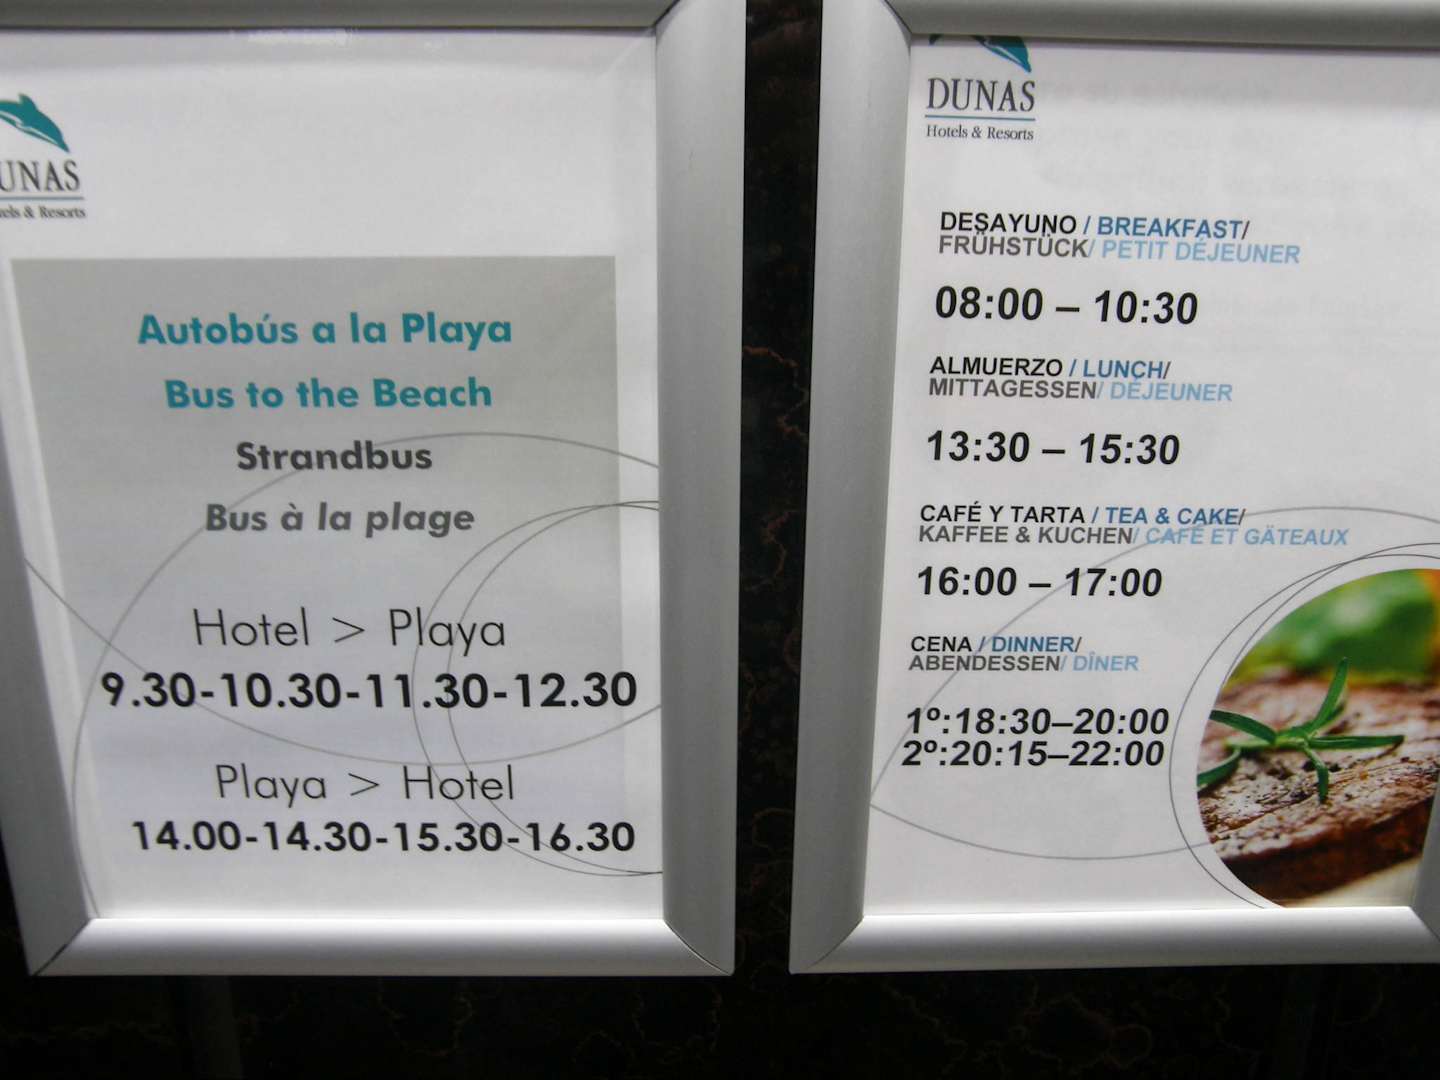 UNAS
els & Resorts
Autobús a la Playa
Bus to the Beach
Strandbus
Bus à la plage
Hotel > Playa
9.30-10.30-11.30-12.30
Playa > Hotel
14.00-14.30-15.30-16.30
DUNAS
Hotels & Resorts
DESAYUNO / BREAKFAST/
FRÜHSTÜCK/ PETIT DÉJEUNER
08:00 – 10:30
ALMUERZO / LUNCH/
MITTAGESSEN/ DÉJEUNER
13:30 – 15:30
CAFÉ Y TARTA / TEA & CAKE/
KAFFEE & KUCHEN/ CAFÉ ET GÄTEAUX
16:00 – 17:00
CENA / DINNER/
ABENDESSEN/ DÎNER
1º:18:30–20:00
2º:20:15–22:00